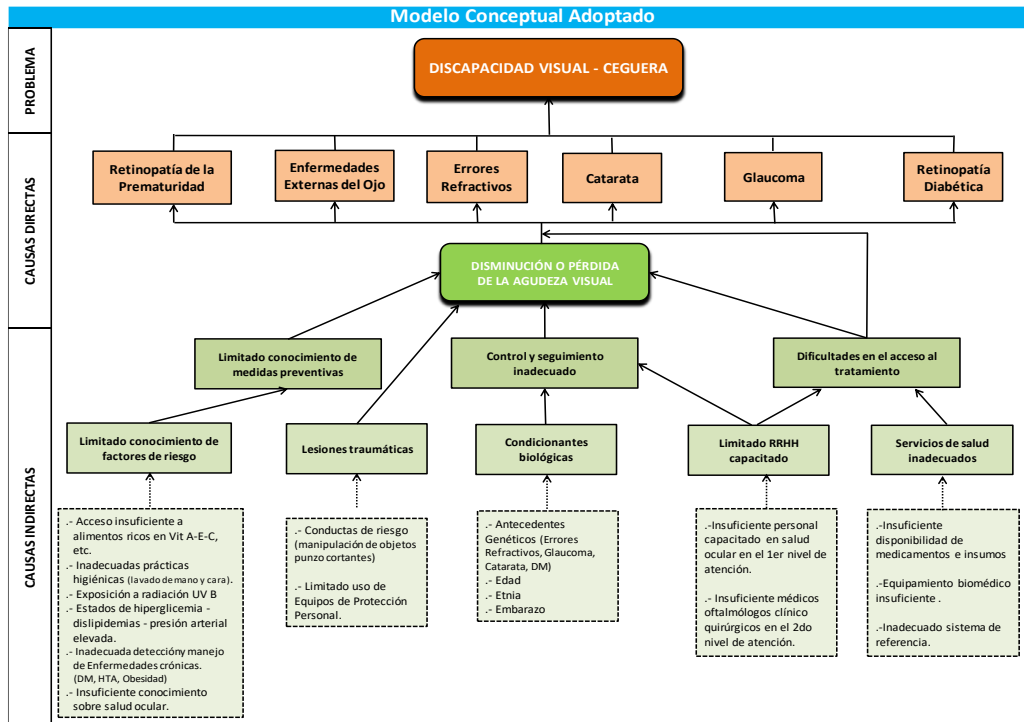 Modelo Conceptual Adoptado
PROBLEMA
DISCAPACIDAD VISUAL - CEGUERA
CAUSAS DIRECTAS
Retinopatía de la
Prematuridad
Enfermedades
Externas del Ojo
Errores
Refractivos
Catarata
Glaucoma
Retinopatía
Diabética
DISMINUCIÓN O PÉRDIDA
DE LA AGUDEZA VISUAL
CAUSAS INDIRECTAS
Limitado conocimiento de
medidas preventivas
Control y seguimiento
inadecuado
Dificultades en el acceso al
tratamiento
Limitado conocimiento de
factores de riesgo
Lesiones traumáticas
Condicionantes
biológicas
Limitado RRHH
capacitado
Servicios de salud
inadecuados
.- Acceso insuficiente a
alimentos ricos en Vit A-E-C,
etc.
.- Inadecuadas prácticas
higiénicas (lavado de mano y cara).
.- Exposición a radiación UV B
.- Estados de hiperglicemia -
dislipidemias - presión arterial
elevada.
.- Inadecuada deteccióny manejo
de Enfermedades crónicas.
(DM, HTA, Obesidad)
.- Insuficiente conocimiento
sobre salud ocular.
.- Conductas de riesgo
(manipulación de objetos
punzo cortantes)
.- Limitado uso de
Equipos de Protección
Personal.
.- Antecedentes
Genéticos (Errores
Refractivos, Glaucoma,
Catarata, DM)
.- Edad
.- Etnia
.- Embarazo
.-Insuficiente personal
capacitado en salud
ocular en el 1er nivel de
atención.
.- Insuficiente médicos
oftalmólogos clínico
quirúrgicos en el 2do
nivel de atención.
.-Insuficiente
disponibilidad de
medicamentos e insumos
.-Equipamiento biomédico
insuficiente .
.-Inadecuado sistema de
referencia.